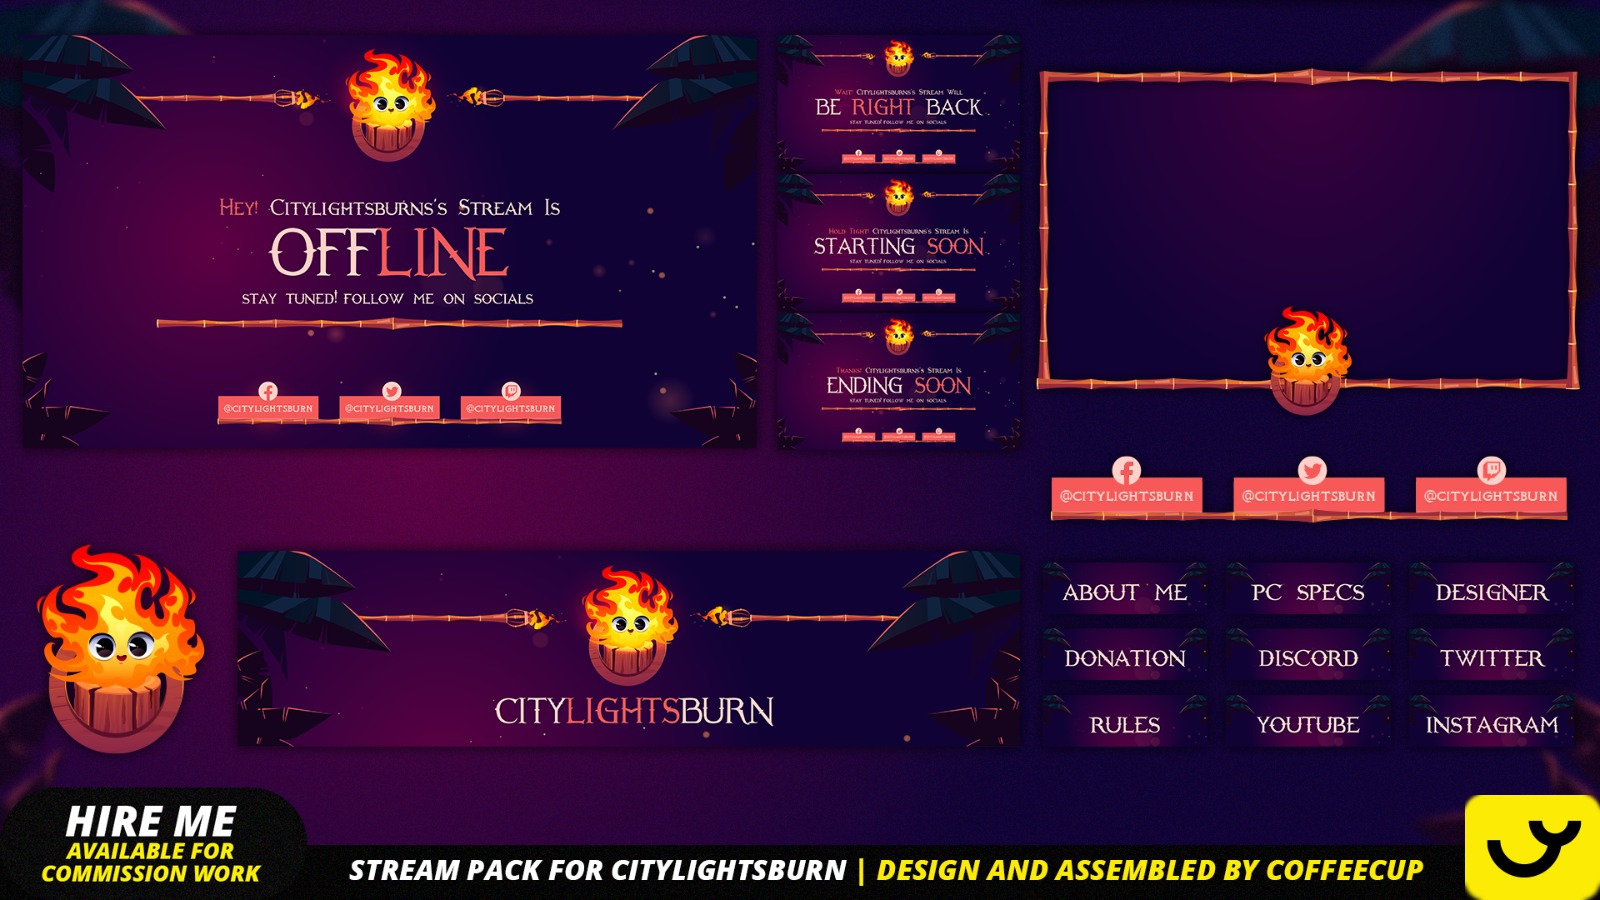 Hey! Citylightsburns's Stream Is
OFFLINE
STAY TUNED! FOLLOW ME ON SOCIALS
@CITYLIGHTSBURN
@CITYLIGHTSBURN
@CITYLIGHTSBURN
Wait! Citylightsburns's Stream Will
BE RIGHT BACK
STAY TUNED! FOLLOW ME ON SOCIALS
Hold Tight! Citylightsburns's Stream Is
STARTING SOON
STAY TUNED! FOLLOW ME ON SOCIALS
Thanks! Citylightsburns's Stream Is
ENDING SOON
STAY TUNED! FOLLOW ME ON SOCIALS
@CITYLIGHTSBURN
@CITYLIGHTSBURN
@CITYLIGHTSBURN
CITYLIGHTSBURN
ABOUT ME
PC SPECS
DESIGNER
DONATION
DISCORD
TWITTER
RULES
YOUTUBE
INSTAGRAM
HIRE ME
AVAILABLE FOR
COMMISSION WORK
STREAM PACK FOR CITYLIGHTSBURN | DESIGN AND ASSEMBLED BY COFFEECUP